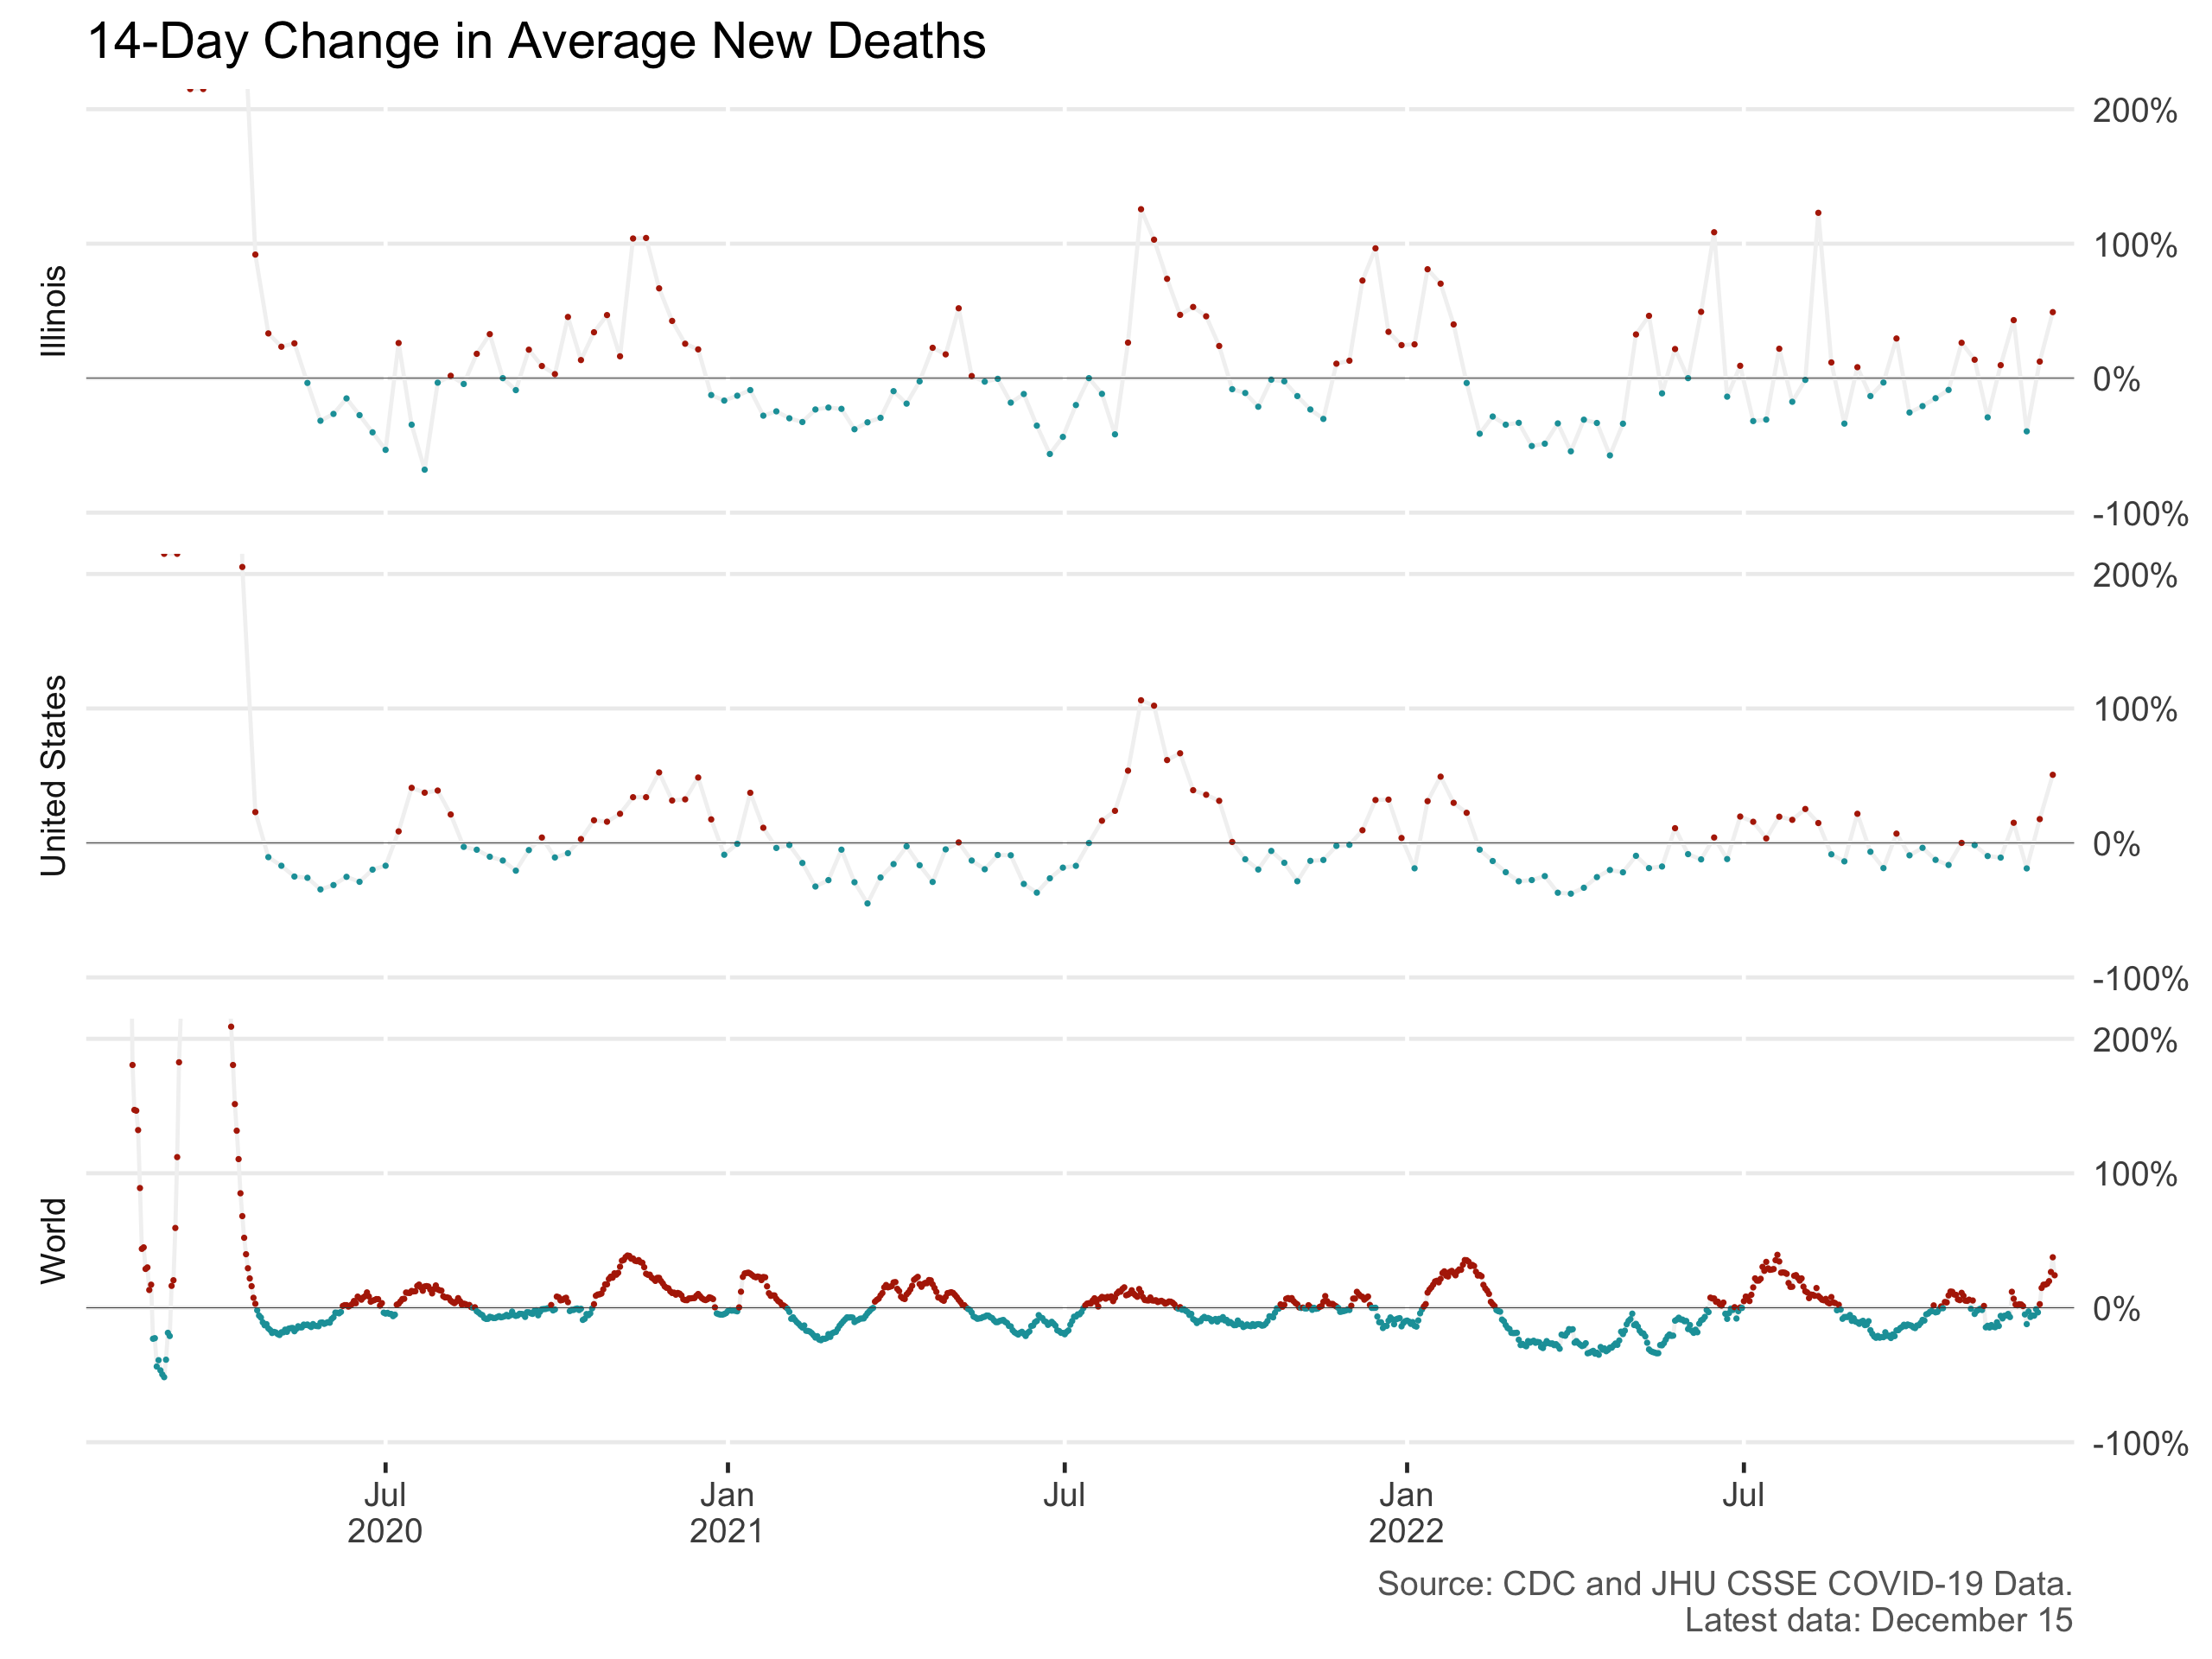 14-Day Change in Average New Deaths
Illinois
200%
100%
0%
-100%
United States
200%
100%
0%
-100%
World
200%
100%
0%
-100%
Jul
2020
Jan
2021
Jul
Jan
2022
Jul
Source: CDC and JHU CSSE COVID-19 Data.
Latest data: December 15